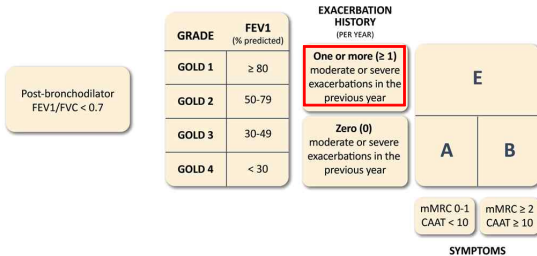 Post-bronchodilator
FEV1/FVC < 0.7
GRADE
FEV1
(% predicted)
GOLD 1
≥ 80
GOLD 2
50-79
GOLD 3
30-49
GOLD 4
< 30
EXACERBATION
HISTORY
(PER YEAR)
One or more (≥ 1)
moderate or severe
exacerbations in the
previous year
Zero (0)
moderate or severe
exacerbations in the
previous year
E
A
B
mMRC 0-1
CAAT < 10
mMRC ≥ 2
CAAT ≥ 10
SYMPTOMS